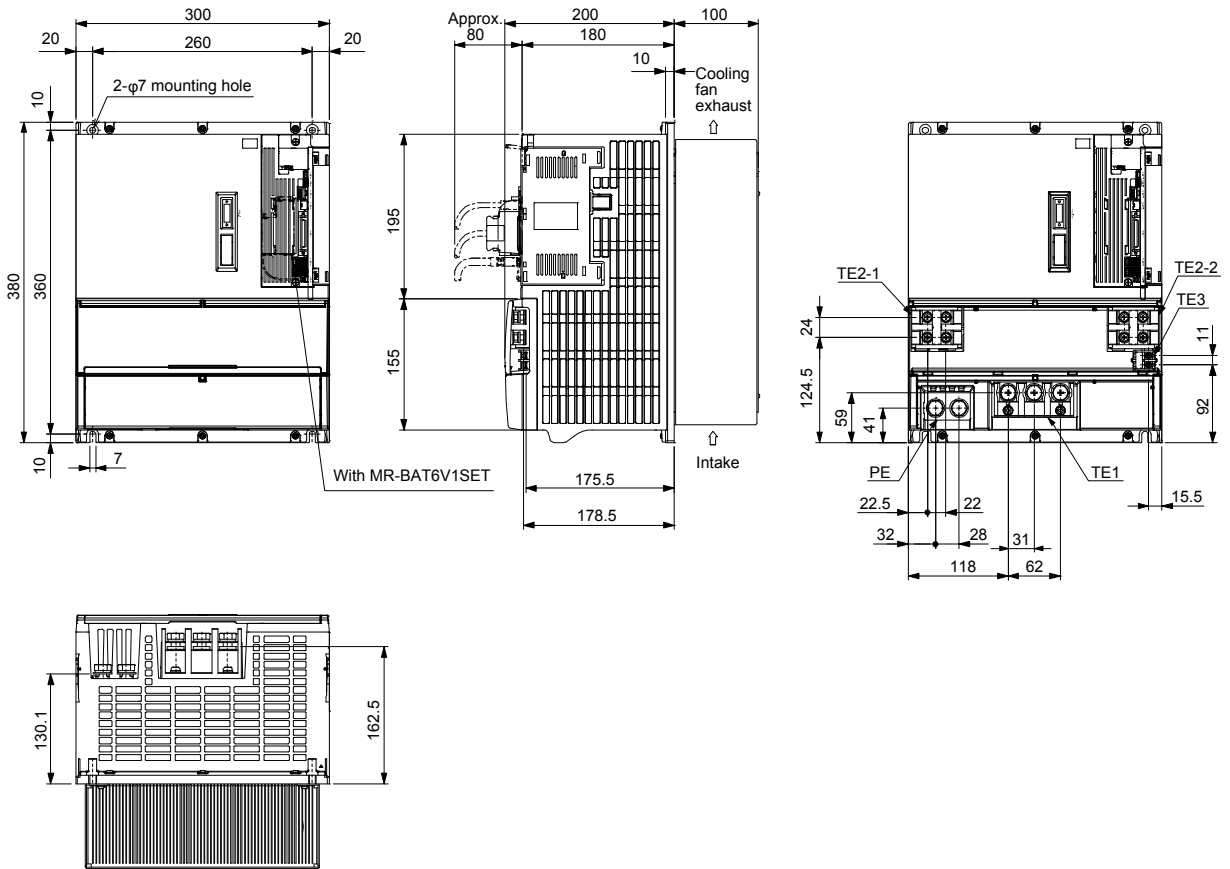 300
20
260
20
2-φ7 mounting hole
10
380
360
10
7
With MR-BAT6V1SET
Approx.
80
200
180
100
10
Cooling
fan
exhaust
195
155
Intake
175.5
178.5
TE2-1
TE2-2
TE3
24
11
124.5
59
41
92
PE
TE1
22.5
22
15.5
32
28
31
118
62
130.1
162.5